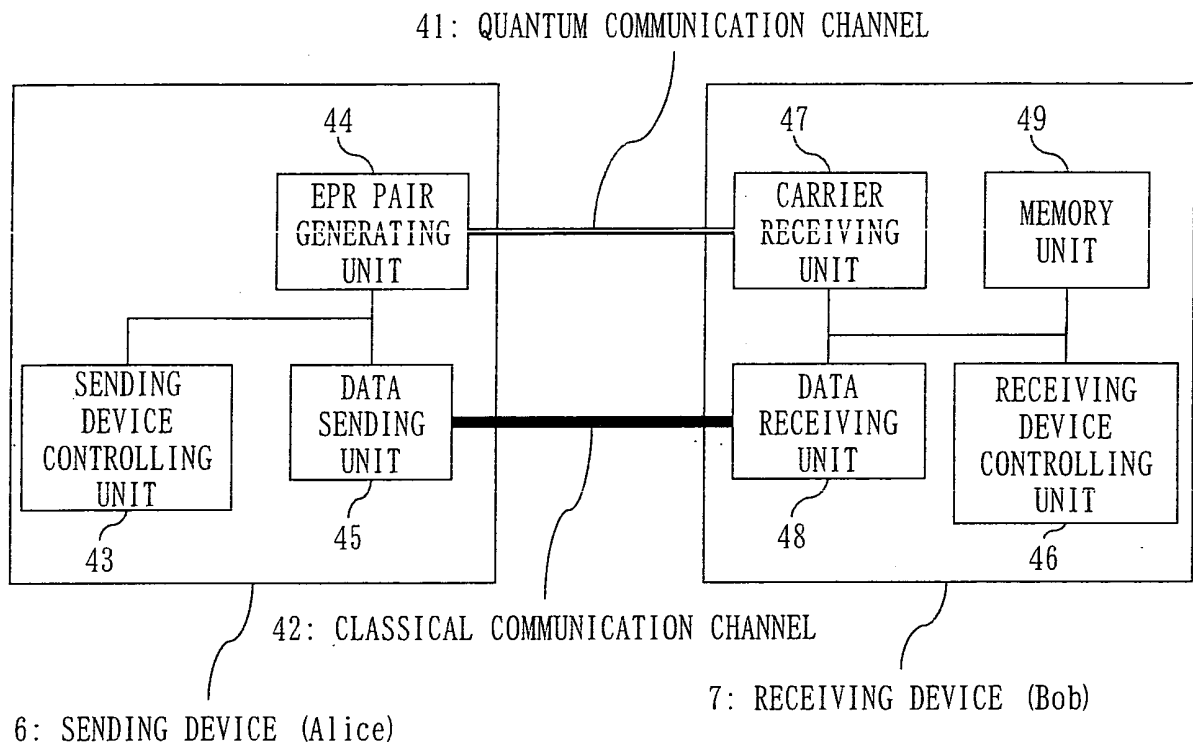 41: QUANTUM COMMUNICATION CHANNEL
44
47
49
EPR PAIR
GENERATING
UNIT
CARRIER
RECEIVING
UNIT
MEMORY
UNIT
SENDING
DEVICE
CONTROLLING
UNIT
DATA
SENDING
UNIT
DATA
RECEIVING
UNIT
RECEIVING
DEVICE
CONTROLLING
UNIT
43
45
48
46
42: CLASSICAL COMMUNICATION CHANNEL
7: RECEIVING DEVICE (Bob)
6: SENDING DEVICE (Alice)